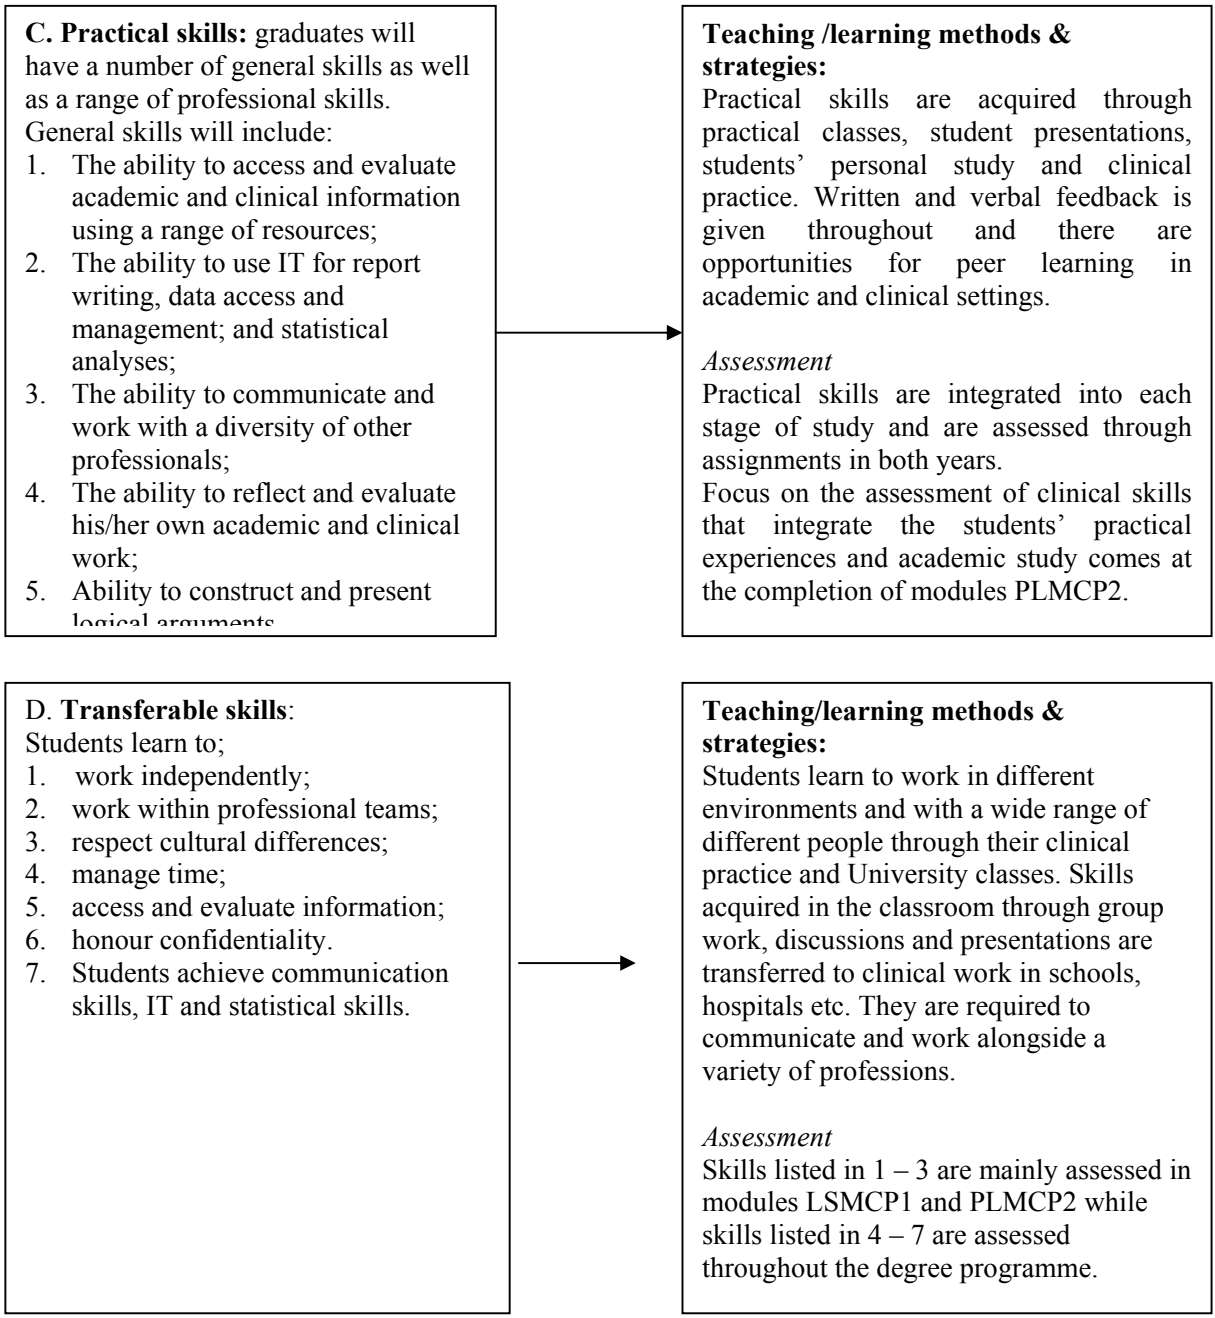 C. Practical skills: graduates will
have a number of general skills as well
as a range of professional skills.
General skills will include:
1. The ability to access and evaluate
academic and clinical information
using a range of resources;
2. The ability to use IT for report
writing, data access and
management; and statistical
analyses;
3. The ability to communicate and
work with a diversity of other
professionals;
4. The ability to reflect and evaluate
his/her own academic and clinical
work;
5. Ability to construct and present
logical arguments
Teaching /learning methods &
strategies:
Practical skills are acquired through
practical classes, student presentations,
students’ personal study and clinical
practice. Written and verbal feedback is
given throughout and there are
opportunities for peer learning in
academic and clinical settings.
Assessment
Practical skills are integrated into each
stage of study and are assessed through
assignments in both years.
Focus on the assessment of clinical skills
that integrate the students’ practical
experiences and academic study comes at
the completion of modules PLMCP2.
D. Transferable skills:
Students learn to;
1. work independently;
2. work within professional teams;
3. respect cultural differences;
4. manage time;
5. access and evaluate information;
6. honour confidentiality.
7. Students achieve communication
skills, IT and statistical skills.
Teaching/learning methods &
strategies:
Students learn to work in different
environments and with a wide range of
different people through their clinical
practice and University classes. Skills
acquired in the classroom through group
work, discussions and presentations are
transferred to clinical work in schools,
hospitals etc. They are required to
communicate and work alongside a
variety of professions.
Assessment
Skills listed in 1 – 3 are mainly assessed in
modules LSMCP1 and PLMCP2 while
skills listed in 4 – 7 are assessed
throughout the degree programme.